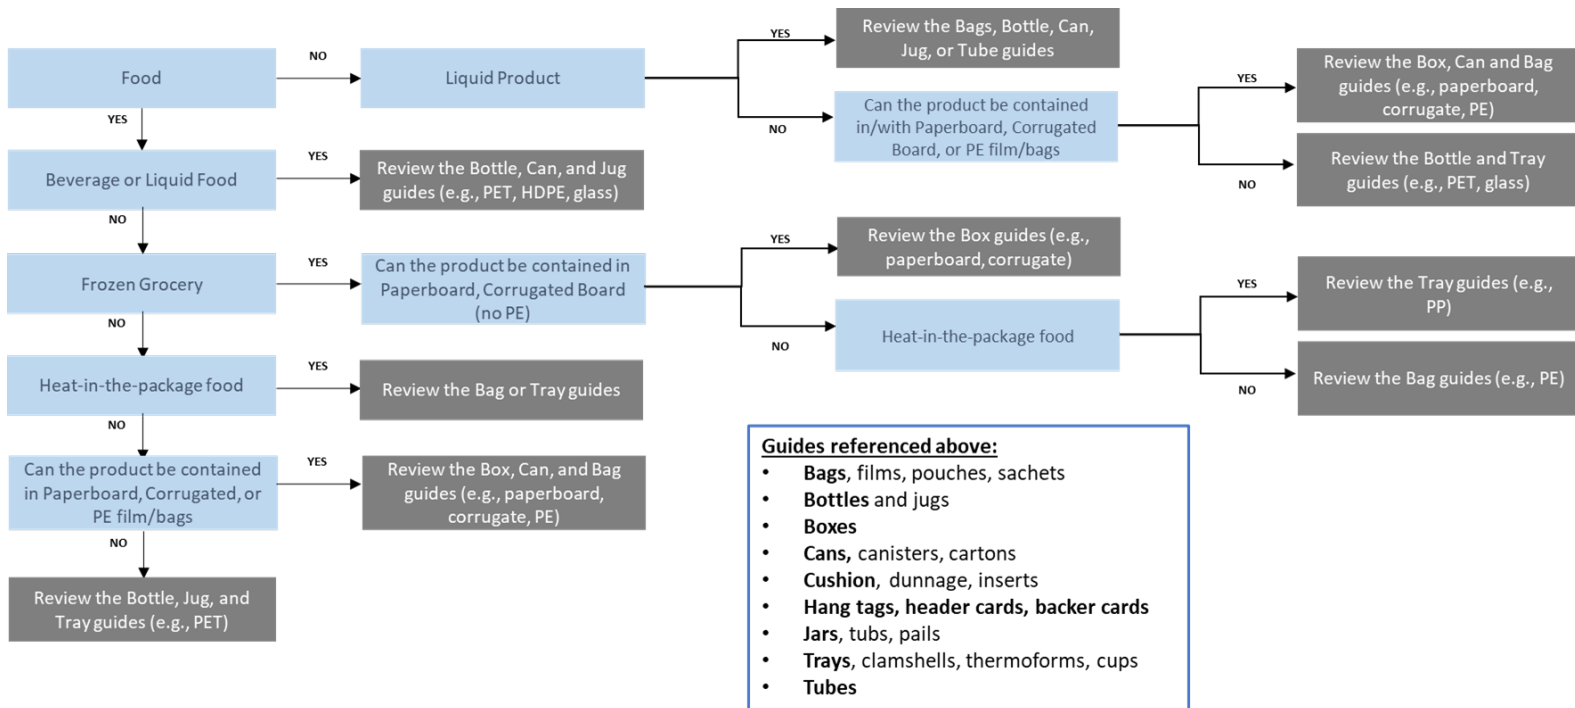 Food
NO
Liquid Product
YES
Review the Bags, Bottle, Can,
Jug, or Tube guides
NO
Can the product be contained
in/with Paperboard, Corrugated
Board, or PE film/bags
YES
Review the Box, Can and Bag
guides (e.g., paperboard,
corrugate, PE)
NO
Review the Bottle and Tray
guides (e.g., PET, glass)
YES
Beverage or Liquid Food
YES
Review the Bottle, Can, and Jug
guides (e.g., PET, HDPE, glass)
NO
Frozen Grocery
YES
Can the product be contained in
Paperboard, Corrugated Board
(no PE)
YES
Review the Box guides (e.g.,
paperboard, corrugate)
NO
Heat-in-the-package food
YES
Review the Tray guides (e.g.,
PP)
NO
Review the Bag guides (e.g., PE)
NO
Heat-in-the-package food
YES
Review the Bag or Tray guides
NO
Can the product be contained
in Paperboard, Corrugated, or
PE film/bags
YES
Review the Box, Can, and Bag
guides (e.g., paperboard,
corrugate, PE)
NO
Review the Bottle, Jug, and
Tray guides (e.g., PET)
Guides referenced above:
• Bags, films, pouches, sachets
• Bottles and jugs
• Boxes
• Cans, canisters, cartons
• Cushion, dunnage, inserts
• Hang tags, header cards, backer cards
• Jars, tubs, pails
• Trays, clamshells, thermoforms, cups
• Tubes